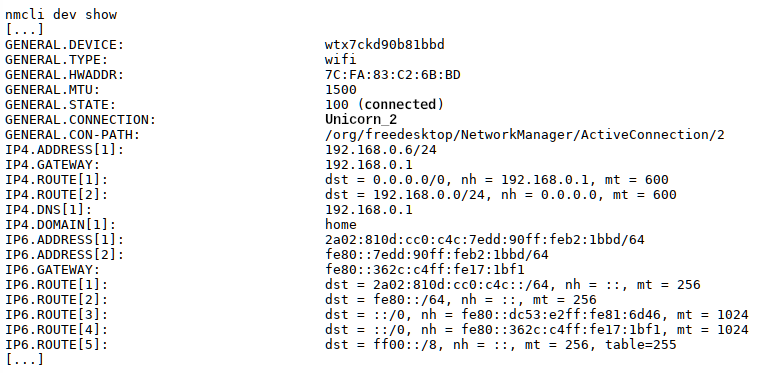 nmcli dev show
[...]
GENERAL.DEVICE: wtx7ckd90b81bbd
GENERAL.TYPE: wifi
GENERAL.HWADDR: 7C:FA:83:C2:6B:BD
GENERAL.MTU: 1500
GENERAL.STATE: 100 (connected)
GENERAL.CONNECTION: Unicorn_2
GENERAL.CON-PATH: /org/freedesktop/NetworkManager/ActiveConnection/2
IP4.ADDRESS[1]: 192.168.0.6/24
IP4.GATEWAY: 192.168.0.1
IP4.ROUTE[1]: dst = 0.0.0.0/0, nh = 192.168.0.1, mt = 600
IP4.ROUTE[2]: dst = 192.168.0.0/24, nh = 0.0.0.0, mt = 600
IP4.DNS[1]: 192.168.0.1
IP4.DOMAIN[1]: home
IP6.ADDRESS[1]: 2a02:810d:cc0:c4c:7edd:90ff:feb2:1bbd/64
IP6.ADDRESS[2]: fe80::7edd:90ff:feb2:1bbd/64
IP6.GATEWAY: fe80::362c:c4ff:fe17:1bf1
IP6.ROUTE[1]: dst = 2a02:810d:cc0:c4c::/64, nh = ::, mt = 256
IP6.ROUTE[2]: dst = fe80::/64, nh = ::, mt = 256
IP6.ROUTE[3]: dst = ::/0, nh = fe80::dc53:e2ff:fe81:6d46, mt = 1024
IP6.ROUTE[4]: dst = ::/0, nh = fe80::362c:c4ff:fe17:1bf1, mt = 1024
IP6.ROUTE[5]: dst = ff00::/8, nh = ::, mt = 256, table=255
[...]